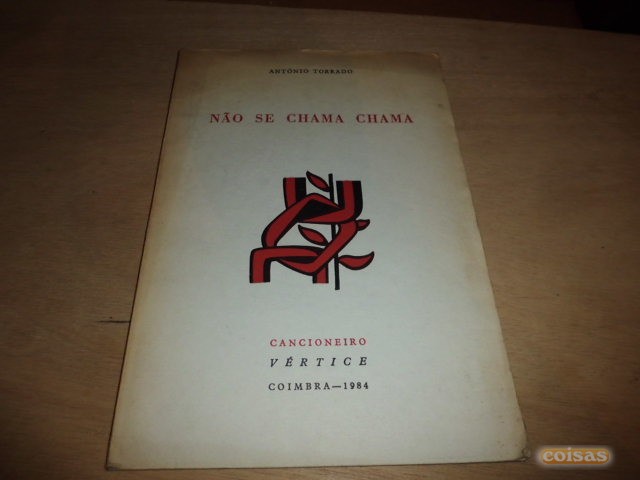 ANTÓNIO TORRADO
NÃO SE CHAMA CHAMA
CANCIONEIRO
VÉRTICE
COIMBRA—1984
coisas